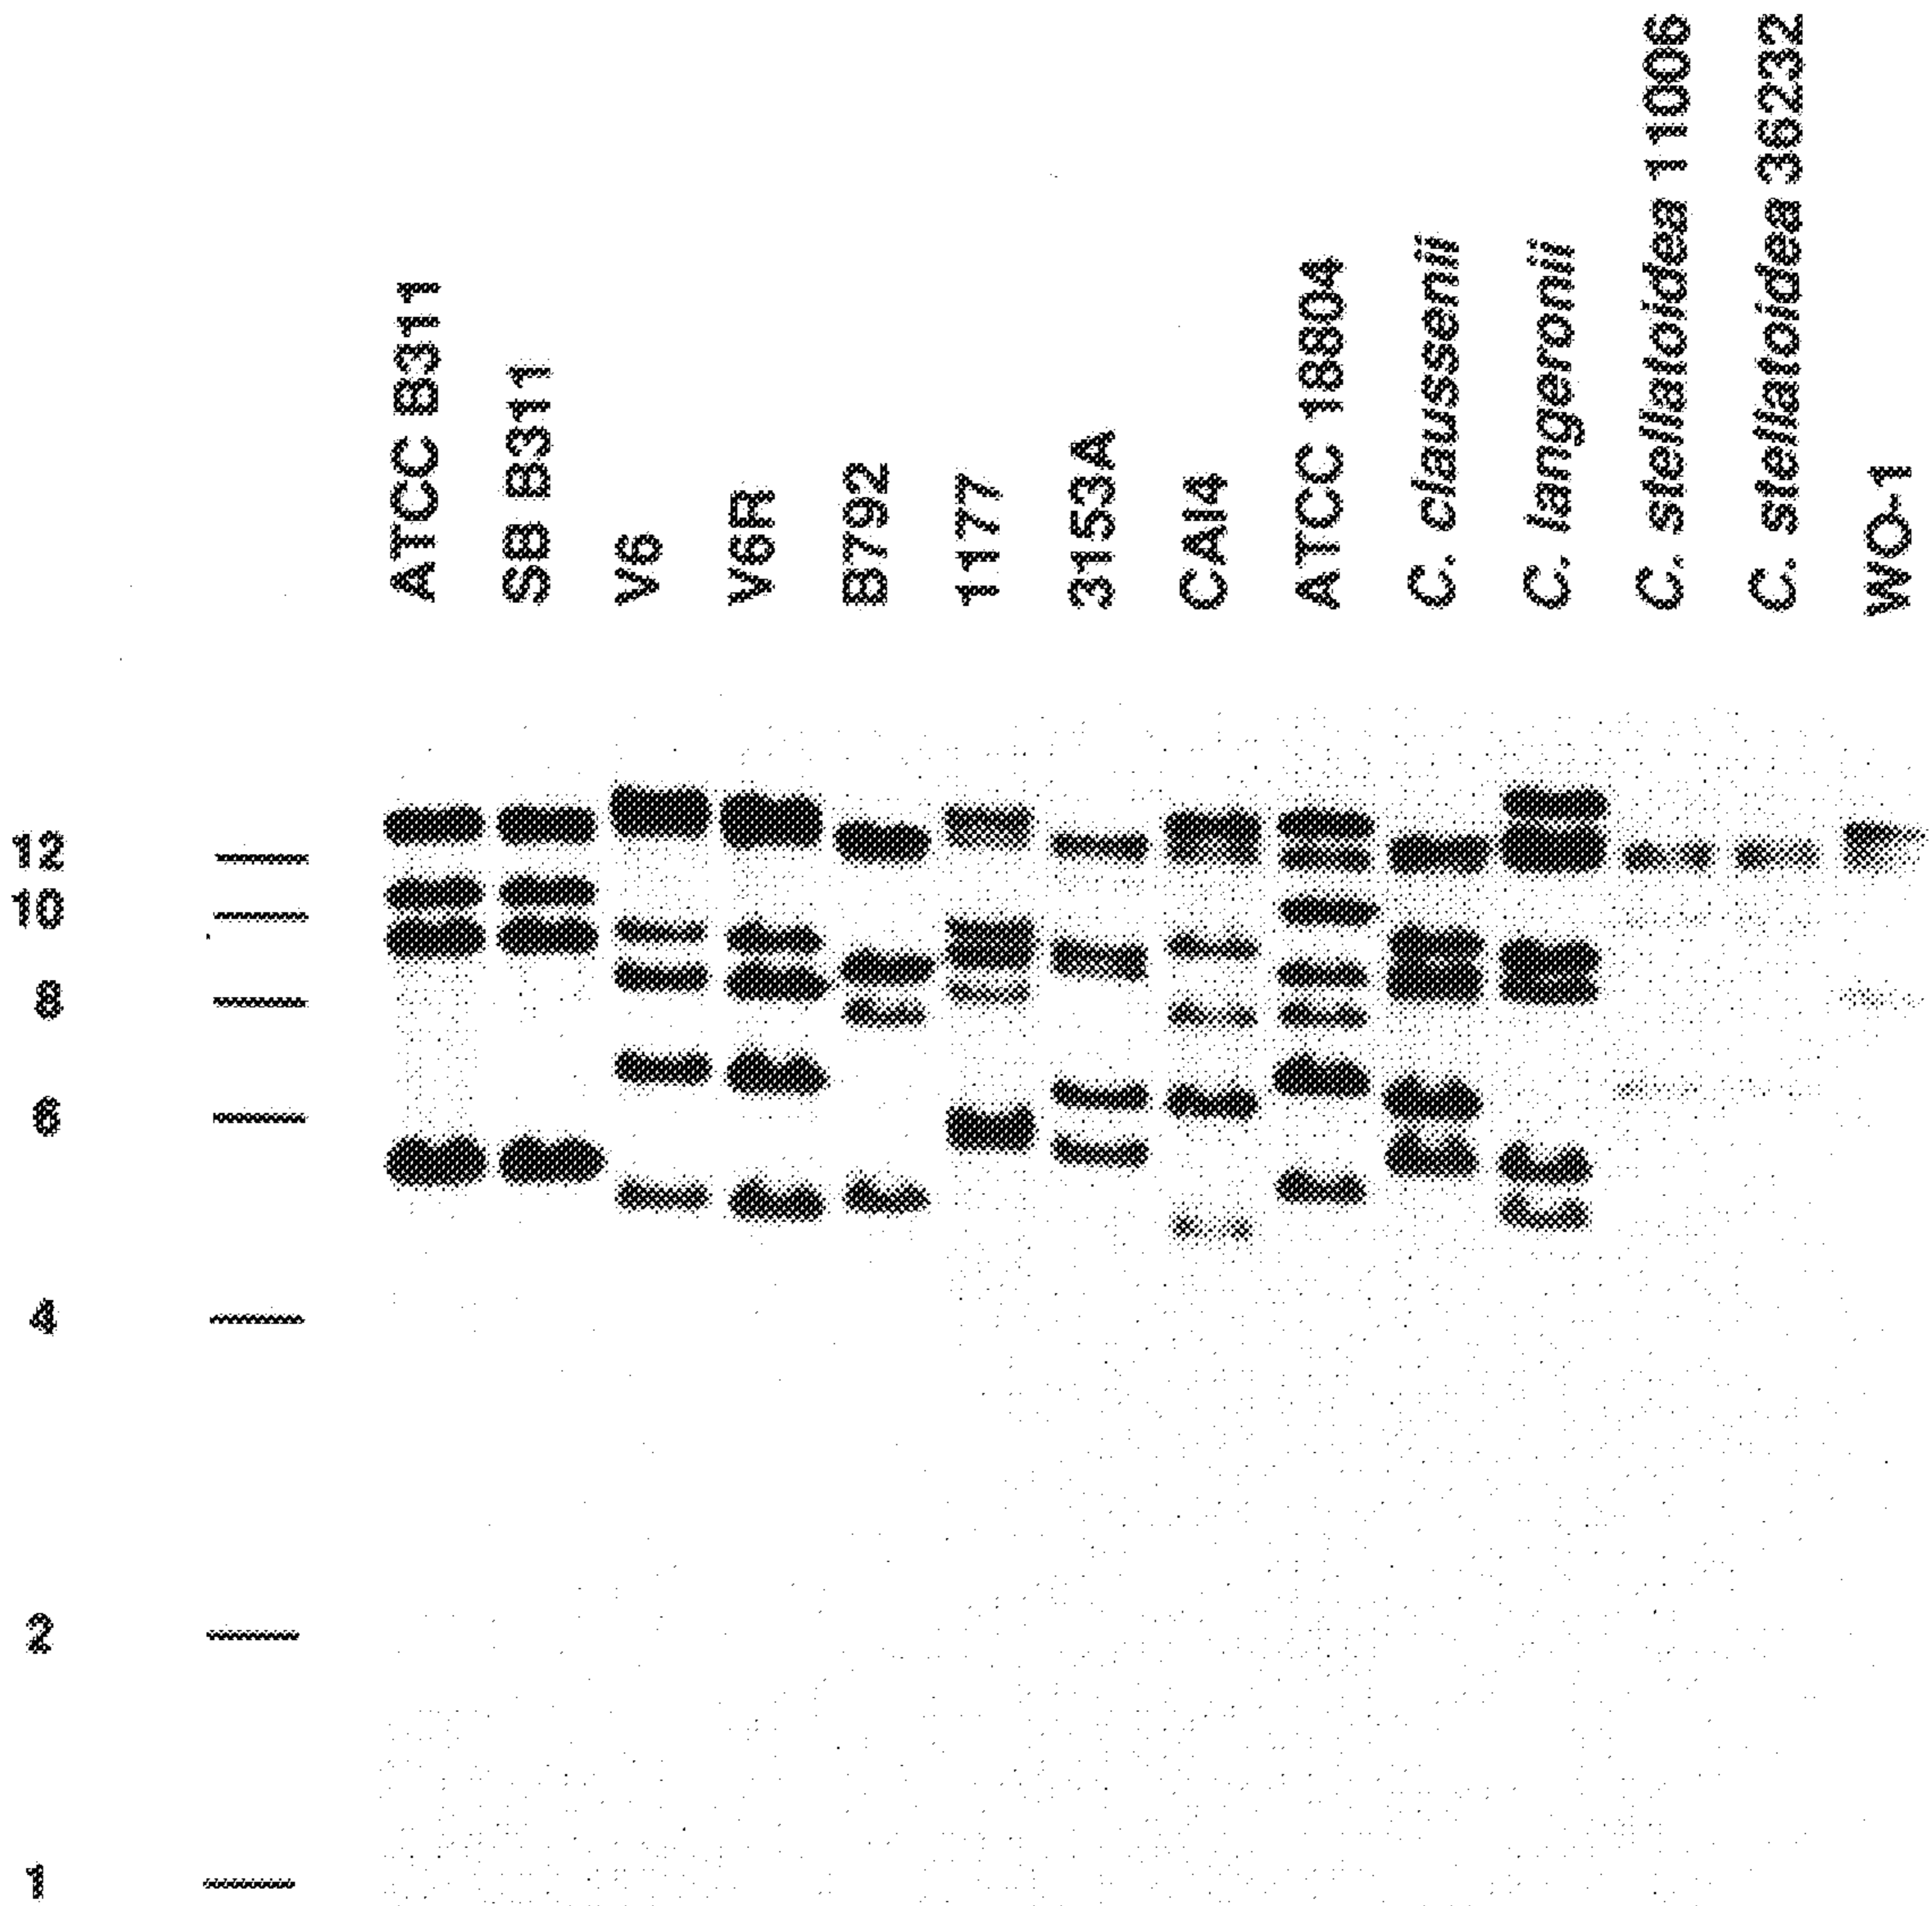 ATCC B311
SB B311
V6
V6R
B792
1177
3153A
CAI4
ATCC 18804
C. claussenii
C. langeronii
C. stellatoidea 11006
C. stellatoidea 36232
WO-1
12
10
8
6
4
2
1